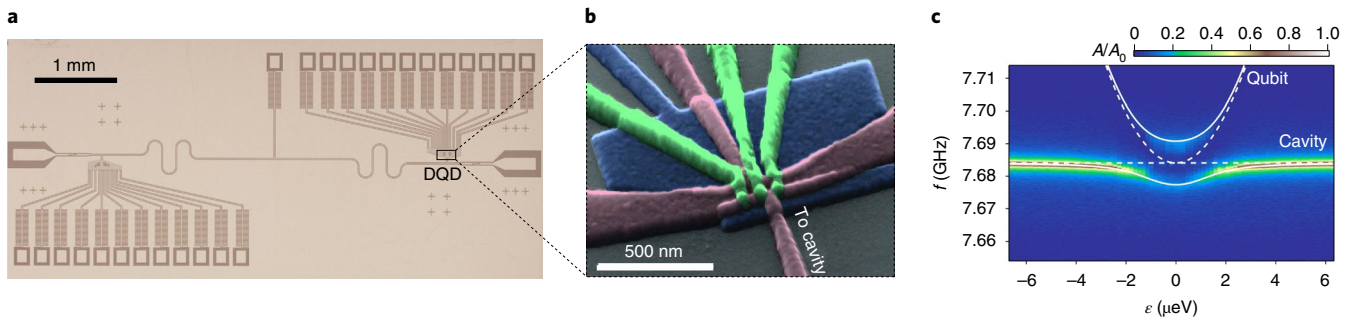 a
1 mm
DQD
b
500 nm
To cavity
c
A/A0
0 0.2 0.4 0.6 0.8 1.0
7.71
7.70
7.69
7.68
7.67
7.66
f (GHz)
Qubit
Cavity
−6 −4 −2 0 2 4 6
ε (μeV)